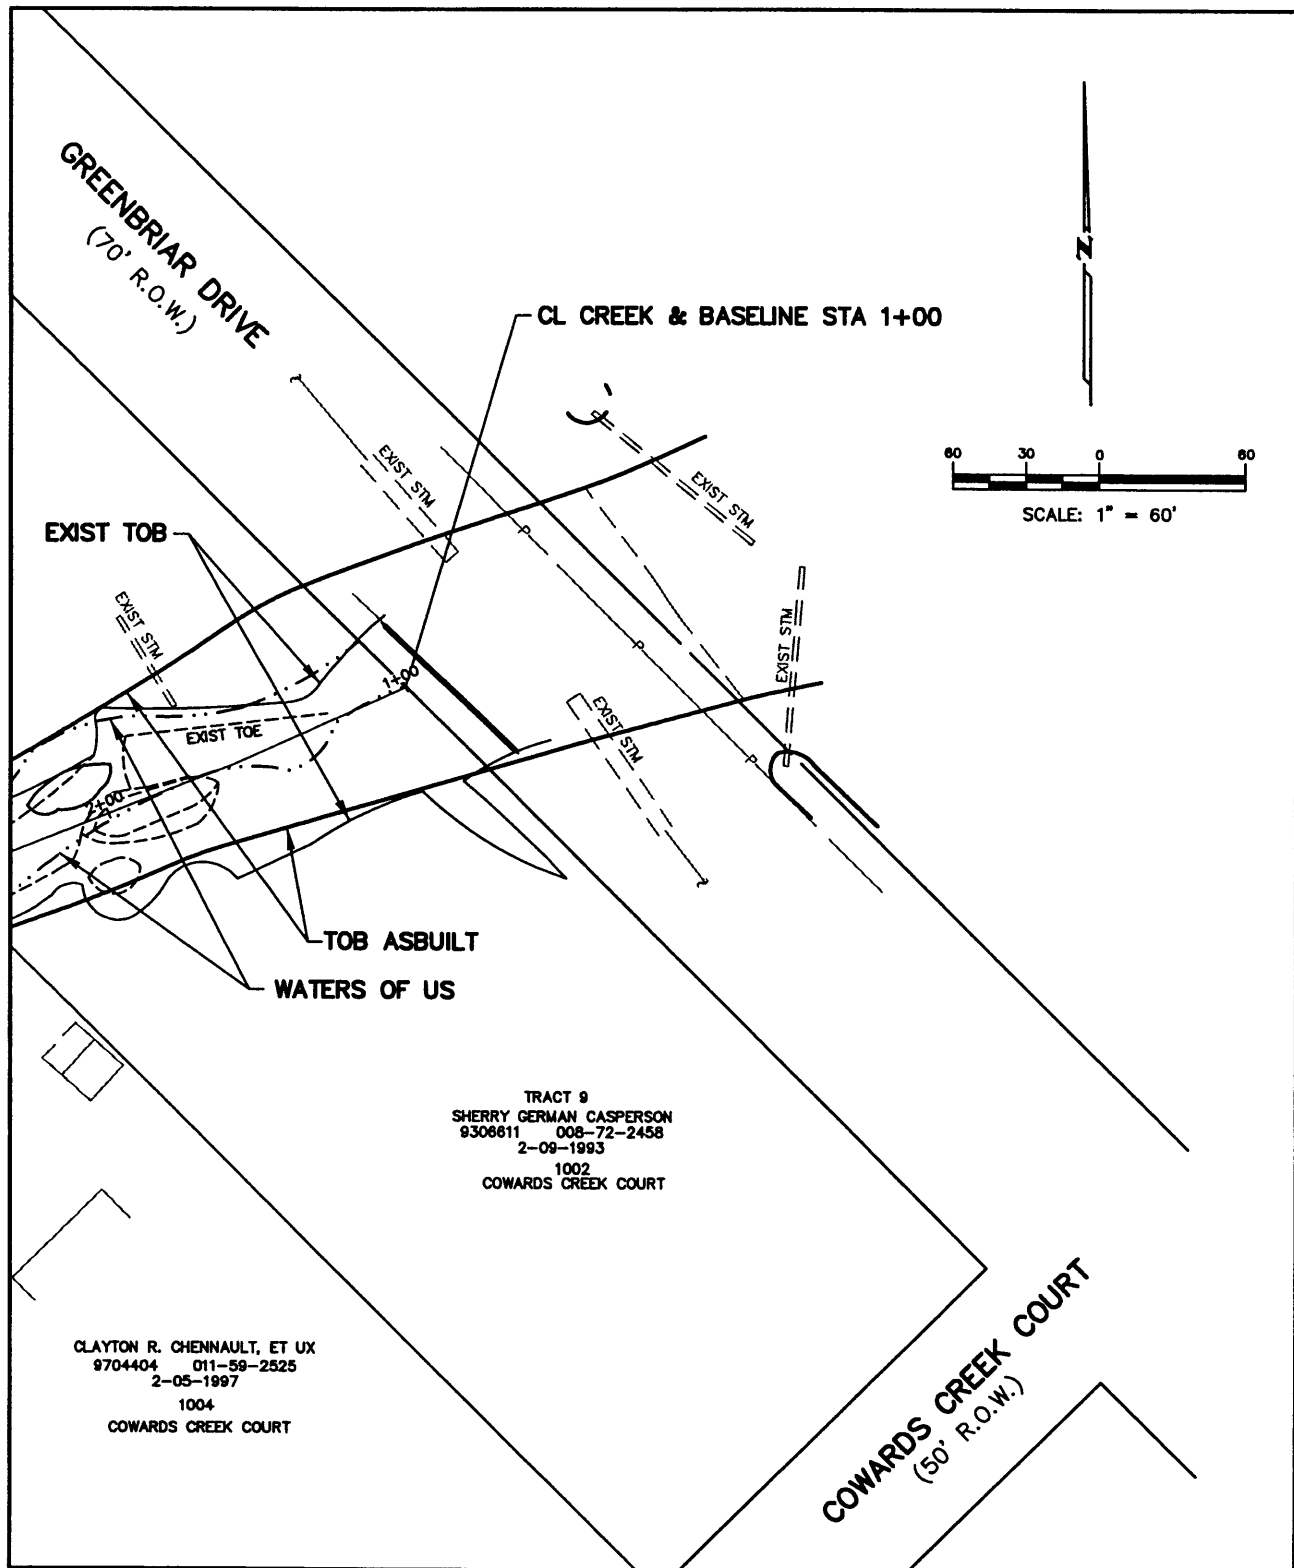 GREENBRIAR DRIVE
(70' R.O.W.)
N
CL CREEK & BASELINE STA 1+00
60 30 0 60
SCALE: 1" = 60'
EXIST STM
EXIST STM
EXIST TOB
EXIST STM
EXIST STM
1+00
EXIST STM
EXIST TOE
P
P
P
2+00
TOB ASBUILT
WATERS OF US
TRACT 9
SHERRY GERMAN CASPERSON
9306611 008-72-2458
2-09-1993
1002
COWARDS CREEK COURT
CLAYTON R. CHENNAULT, ET UX
9704404 011-59-2525
2-05-1997
1004
COWARDS CREEK COURT
COWARDS CREEK COURT
(50' R.O.W.)